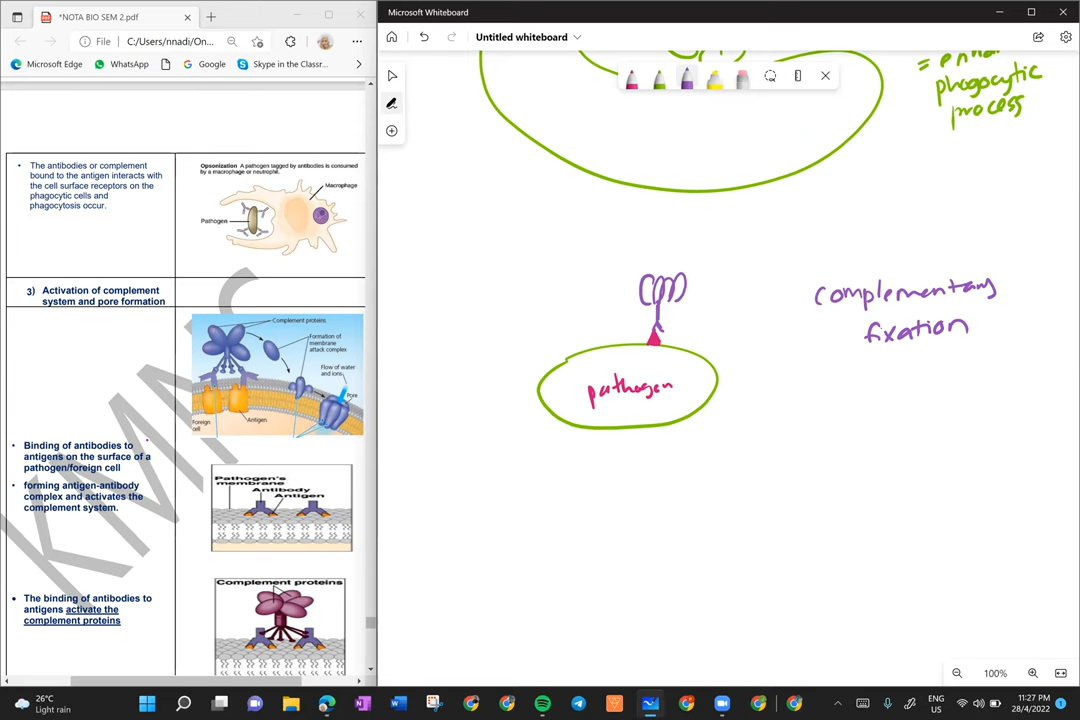 *NOTA BIO SEM 2.pdf
File
C:/Users/nnadi/On...
Microsoft Edge
WhatsApp
Google
Skype in the Classr...
• The antibodies or complement
bound to the antigen interacts with
the cell surface receptors on the
phagocytic cells and
phagocytosis occur.
Opsonization A pathogen tagged by antibodies is consumed
by a macrophage or neutrophil.
Macrophage
Pathogen
3) Activation of complement
system and pore formation
Complement proteins
Formation of
membrane
attack complex
Flow of water
and ions
Pore
Foreign
cell
Antigen
• Binding of antibodies to
antigens on the surface of a
pathogen/foreign cell
• forming antigen-antibody
complex and activates the
complement system.
Pathogen's
membrane
Antibody
Antigen
• The binding of antibodies to
antigens activate the
complement proteins
Complement proteins
Microsoft Whiteboard
Untitled whiteboard
phagocytic
process
complementary
fixation
pathogen
100%
26°C
Light rain
ENG
US
11:27 PM
28/4/2022